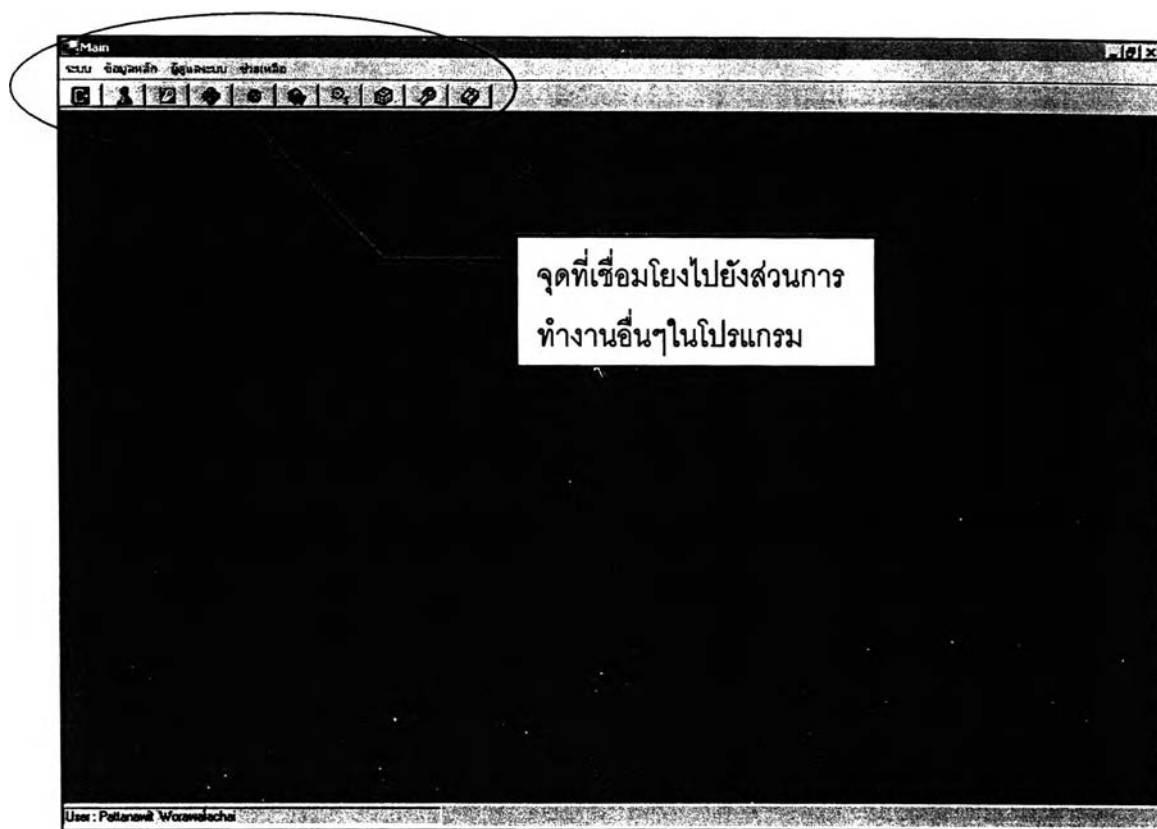 Main
ระบบ ข้อมูลหลัก ผู้ดูแลระบบ ช่วยเหลือ
จุดที่เชื่อมโยงไปยังส่วนการ
ทำงานอื่นๆในโปรแกรม
User : Pattanawit Worawalachai